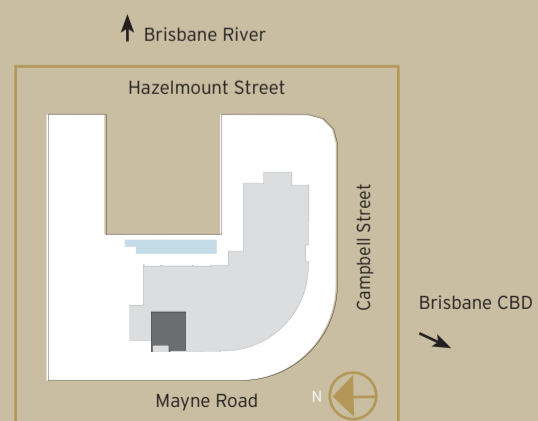 Brisbane River
Hazelmount Street
Campbell Street
Brisbane CBD
Mayne Road
N